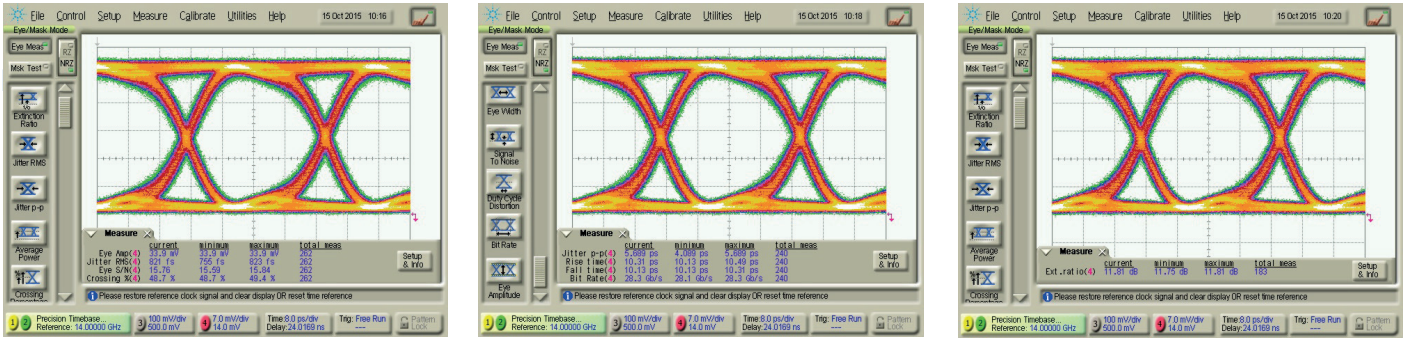 File Control Setup Measure Calibrate Utilities Help 15 Oct 2015 10:16
Eye/Mask Mode
Eye Meas
Msk Test
RZ
NRZ
Extinction
Ratio
Jitter RMS
Jitter p-p
Average
Power
Crossing
Measure
current minimum maximum total meas
Eye Amp(4) 33.9 mV 33.9 mV 33.9 mV 262
Jitter RMS(4) 821 fs 755 fs 823 fs 262
Eye S/N(4) 15.76 15.59 15.84 262
Crossing %(4) 48.7 % 48.7 % 49.4 % 262
Setup
& Info
Please restore reference clock signal and clear display OR reset time reference
1 2 Precision Timebase...
Reference: 14.00000 GHz
3 100 mV/div
500.0 mV
4 7.0 mV/div
14.0 mV
Time:8.0 ps/div
Delay:24.0169 ns
Trig: Free Run
---
Pattern
Lock
File Control Setup Measure Calibrate Utilities Help 15 Oct 2015 10:18
Eye/Mask Mode
Eye Meas
Msk Test
RZ
NRZ
Eye Width
Signal
To Noise
Duty Cycle
Distortion
Bit Rate
Eye
Amplitude
Measure
current minimum maximum total meas
Jitter p-p(4) 5.689 ps 4.089 ps 5.689 ps 240
Rise time(4) 10.31 ps 10.13 ps 10.49 ps 240
Fall time(4) 10.13 ps 10.13 ps 10.31 ps 240
Bit Rate(4) 28.3 Gb/s 28.1 Gb/s 28.3 Gb/s 240
Setup
& Info
Please restore reference clock signal and clear display OR reset time reference
1 2 Precision Timebase...
Reference: 14.00000 GHz
3 100 mV/div
500.0 mV
4 7.0 mV/div
14.0 mV
Time:8.0 ps/div
Delay:24.0169 ns
Trig: Free Run
---
Pattern
Lock
File Control Setup Measure Calibrate Utilities Help 15 Oct 2015 10:20
Eye/Mask Mode
Eye Meas
Msk Test
RZ
NRZ
Extinction
Ratio
Jitter RMS
Jitter p-p
Average
Power
Crossing
Measure
current minimum maximum total meas
Ext.ratio(4) 11.81 dB 11.75 dB 11.81 dB 183
Setup
& Info
Please restore reference clock signal and clear display OR reset time reference
1 2 Precision Timebase...
Reference: 14.00000 GHz
3 100 mV/div
500.0 mV
4 7.0 mV/div
14.0 mV
Time:8.0 ps/div
Delay:24.0169 ns
Trig: Free Run
---
Pattern
Lock